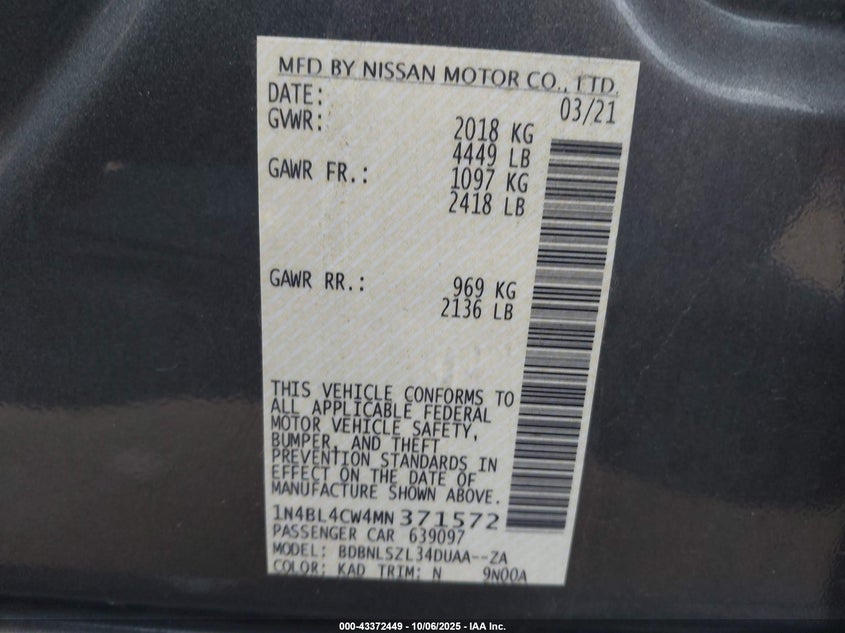 MFD BY NISSAN MOTOR CO., LTD.
DATE: 03/21
GVWR: 2018 KG
4449 LB
GAWR FR.: 1097 KG
2418 LB
GAWR RR.: 969 KG
2136 LB
THIS VEHICLE CONFORMS TO
ALL APPLICABLE FEDERAL
MOTOR VEHICLE SAFETY,
BUMPER, AND THEFT
PREVENTION STANDARDS IN
EFFECT ON THE DATE OF
MANUFACTURE SHOWN ABOVE.
1N4BL4CW4MN371572
PASSENGER CAR 639097
MODEL: BDBNLSZL34DUAA--ZA
COLOR: KAD TRIM: N 9N00A
000-43372449 - 10/06/2025 - IAA Inc.